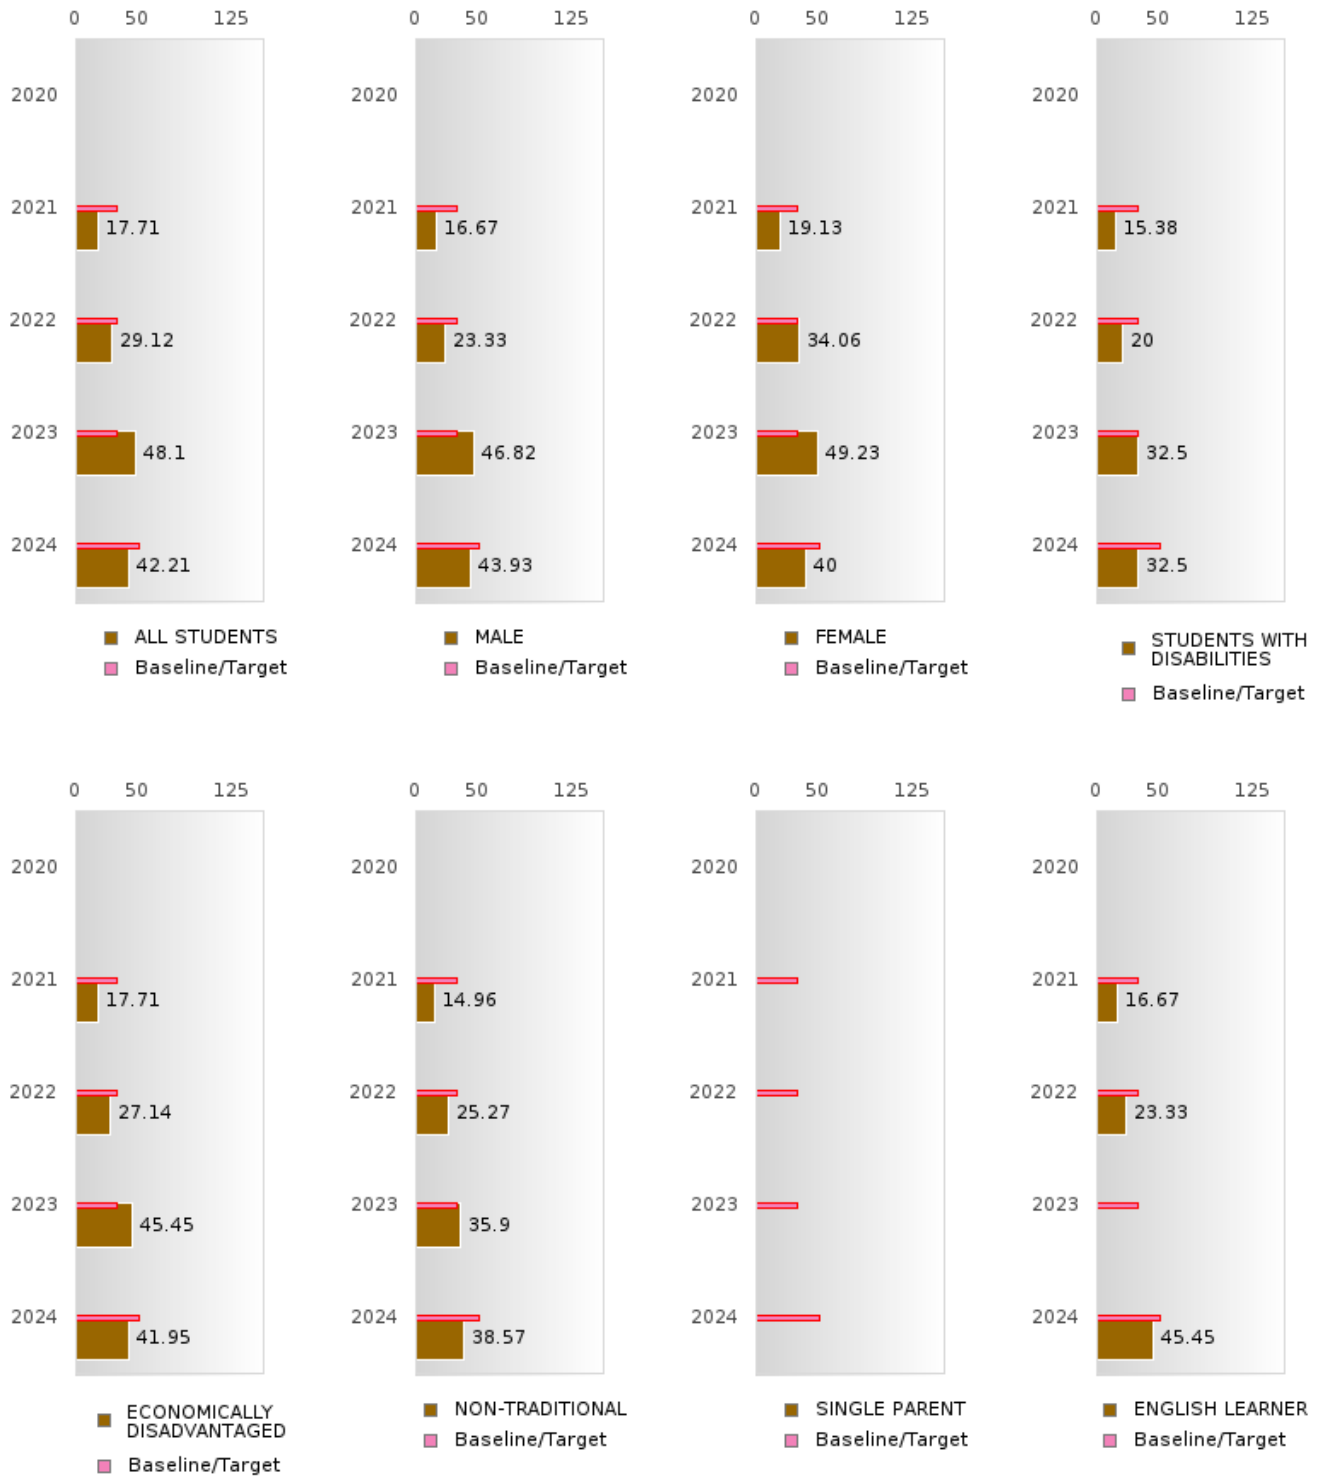 0 50 125 0 50 125 0 50 125 0 50 125
2020 2020 2020 2020
2021 2021 2021 2021
17.71 16.67 19.13 15.38
2022 2022 2022 2022
29.12 23.33 34.06 20
2023 2023 2023 2023
48.1 46.82 49.23 32.5
2024 2024 2024 2024
42.21 43.93 40 32.5
ALL STUDENTS MALE FEMALE STUDENTS WITH
DISABILITIES
Baseline/Target Baseline/Target Baseline/Target Baseline/Target
0 50 125 0 50 125 0 50 125 0 50 125
2020 2020 2020 2020
2021 2021 2021 2021
17.71 14.96 16.67
2022 2022 2022 2022
27.14 25.27 23.33
2023 2023 2023 2023
45.45 35.9
2024 2024 2024 2024
41.95 38.57 45.45
ECONOMICALLY NON-TRADITIONAL SINGLE PARENT ENGLISH LEARNER
DISADVANTAGED
Baseline/Target Baseline/Target Baseline/Target Baseline/Target